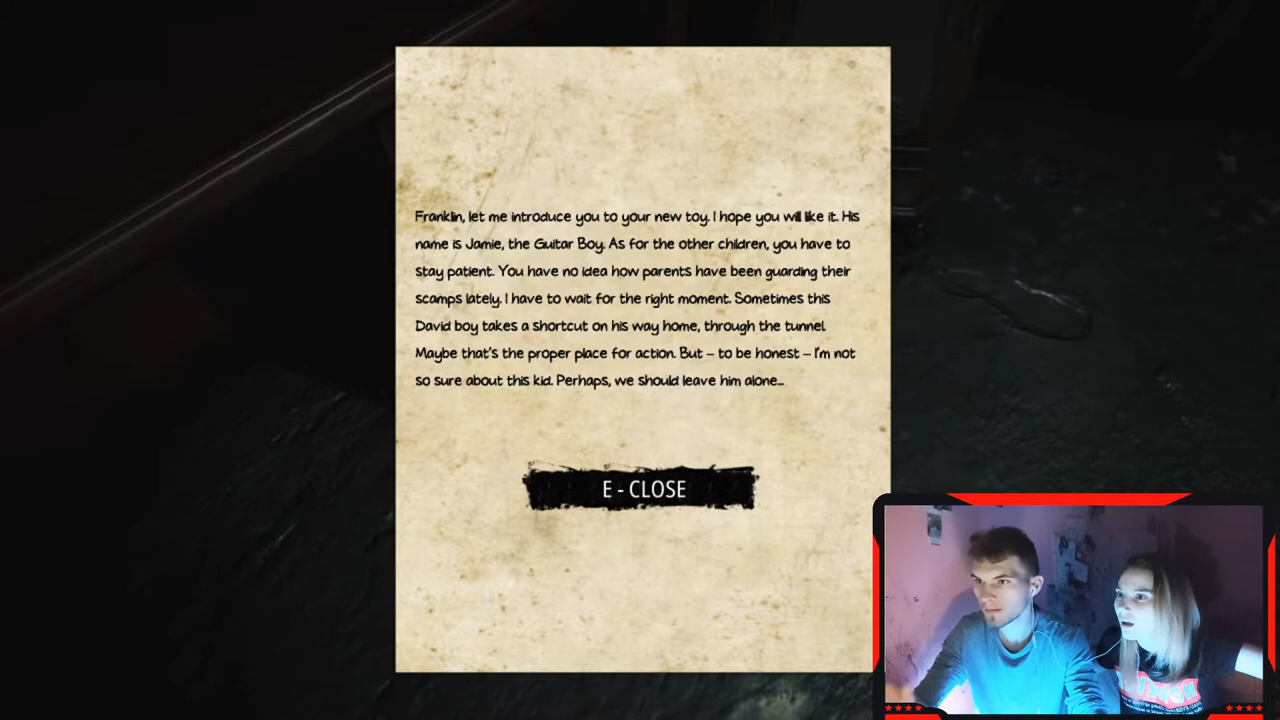 Franklin, let me introduce you to your new toy. I hope you will like it. His
name is Jamie, the Guitar Boy. As for the other children, you have to
stay patient. You have no idea how parents have been guarding their
scamps lately. I have to wait for the right moment. Sometimes this
David boy takes a shortcut on his way home, through the tunnel.
Maybe that's the proper place for action. But – to be honest – I'm not
so sure about this kid. Perhaps, we should leave him alone...
E - CLOSE